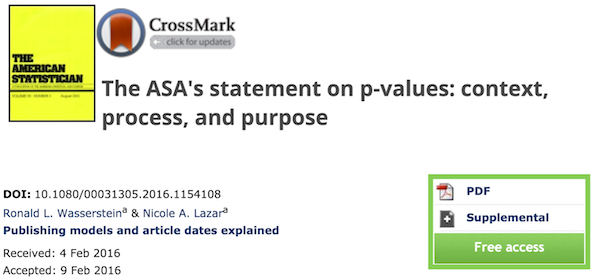 CrossMark
click for updates
THE
AMERICAN
STATISTICIAN
The ASA's statement on p-values: context,
process, and purpose
DOI: 10.1080/00031305.2016.1154108
Ronald L. Wasserstein^a & Nicole A. Lazar^a
Publishing models and article dates explained
Received: 4 Feb 2016
Accepted: 9 Feb 2016
PDF
Supplemental
Free access